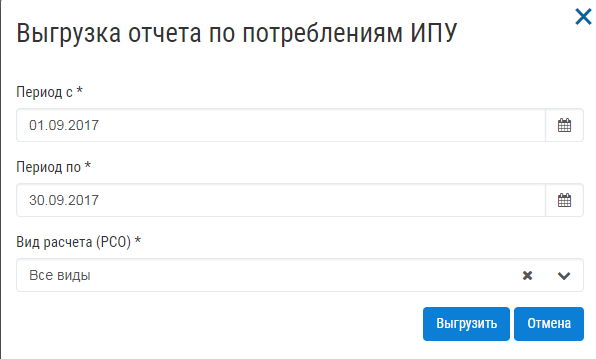 Выгрузка отчета по потреблениям ИПУ
Период с *
01.09.2017
Период по *
30.09.2017
Вид расчета (РСО) *
Все виды
Выгрузить Отмена